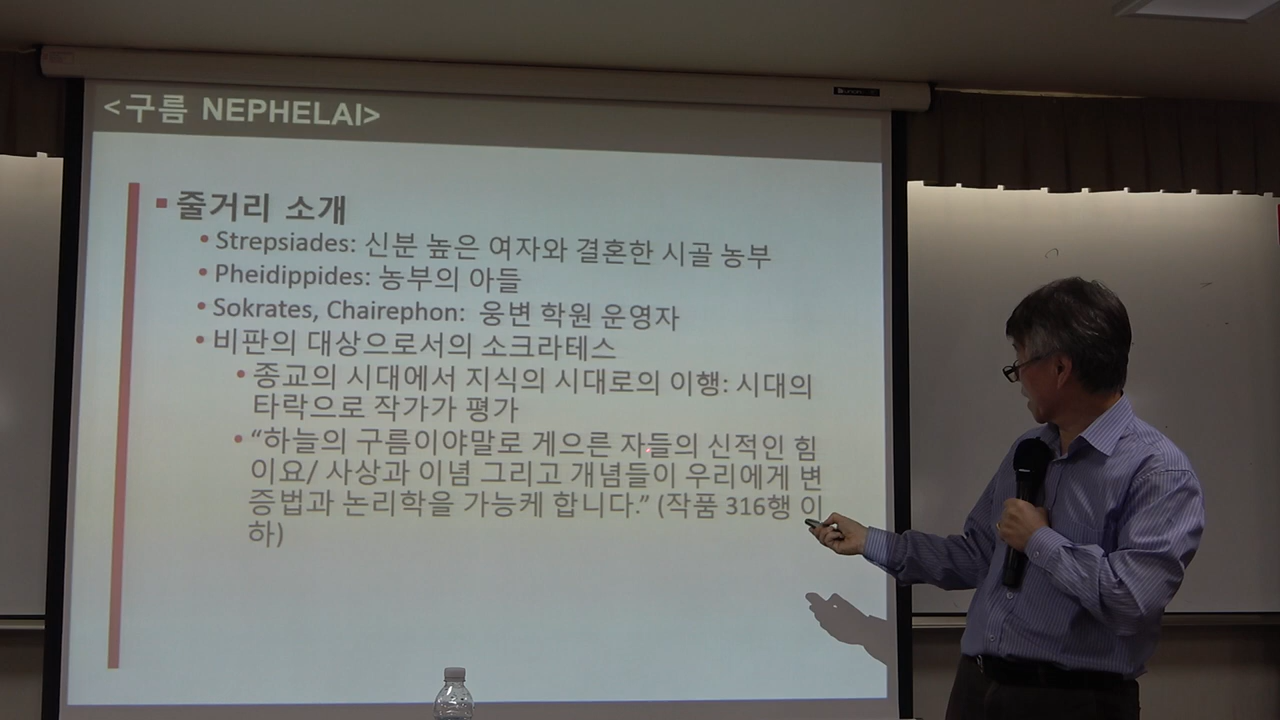 <구름 NEPHELAI>
▪ 줄거리 소개
• Strepsiades: 신분 높은 여자와 결혼한 시골 농부
• Pheidippides: 농부의 아들
• Sokrates, Chairephon: 웅변 학원 운영자
• 비판의 대상으로서의 소크라테스
• 종교의 시대에서 지식의 시대로의 이행: 시대의
타락으로 작가가 평가
• “하늘의 구름이야말로 게으른 자들의 신적인 힘
이요/ 사상과 이념 그리고 개념들이 우리에게 변
증법과 논리학을 가능케 합니다.” (작품 316행 이
하)